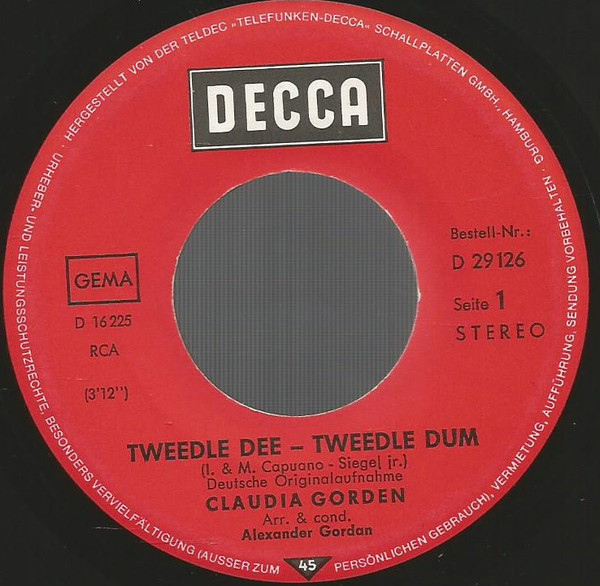 HERGESTELLT VON DER TELDEC „TELEFUNKEN-DECCA" SCHALLPLATTEN GMBH., HAMBURG · URHEBER- UND LEISTUNGSSCHUTZRECHTE, BESONDERS VERVIELFÄLTIGUNG (AUSSER ZUM PERSÖNLICHEN GEBRAUCH), VERMIETUNG, AUFFÜHRUNG, SENDUNG VORBEHALTEN ·
DECCA
Bestell-Nr.:
D 29126
Seite 1
STEREO
GEMA
D 16225
RCA
(3'12")
TWEEDLE DEE – TWEEDLE DUM
(I. & M. Capuano - Siegel jr.)
Deutsche Originalaufnahme
CLAUDIA GORDEN
Arr. & cond.
Alexander Gordan
45